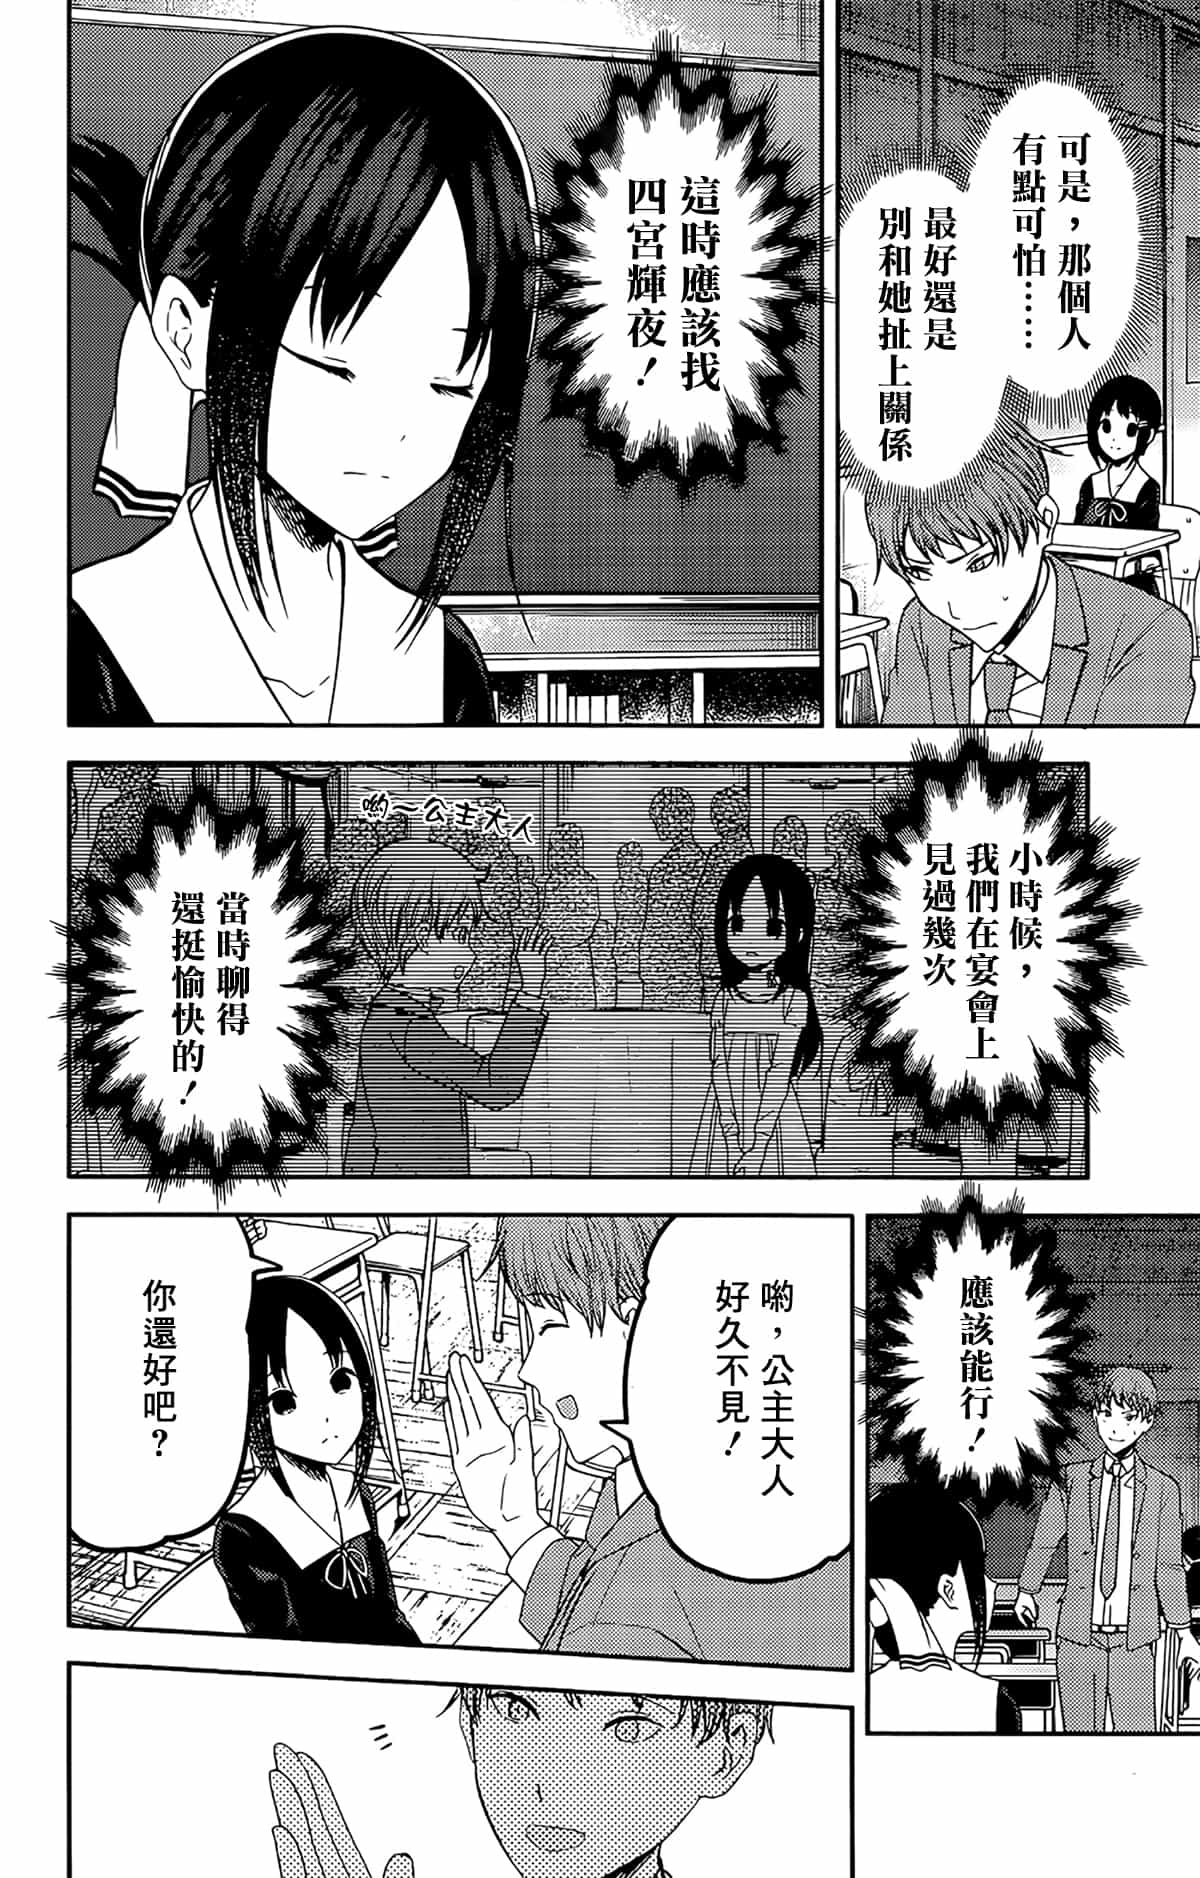 可是，那個人
有點可怕……
最好還是
別和她扯上關係
這時應該找
四宮輝夜！
小時候，
我們在宴會上
見過幾次
喲～公主大人
當時聊得
還挺愉快的！
應該能行！
喲，公主大人
好久不見！
你還好吧？